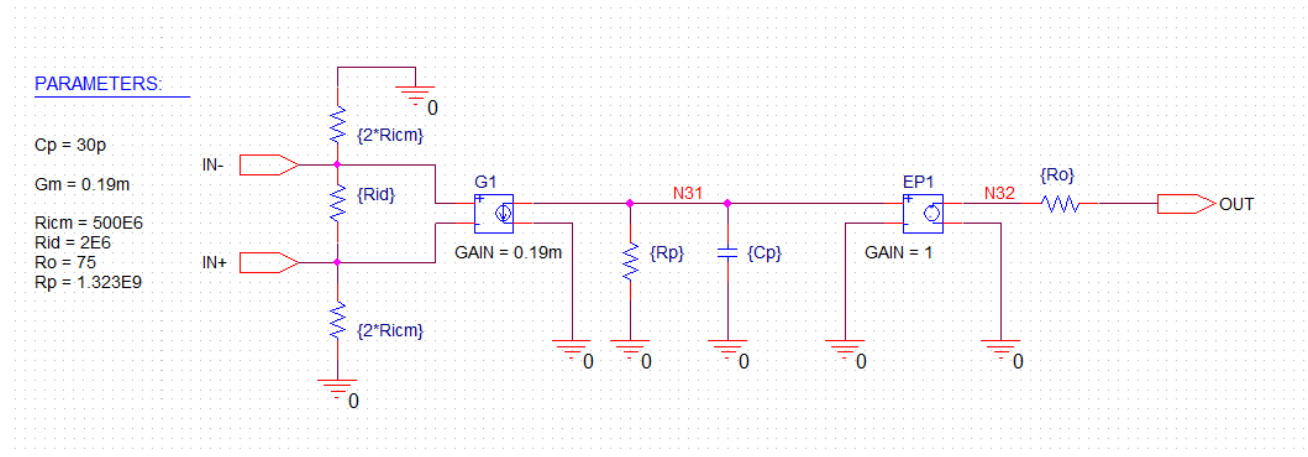 PARAMETERS:
Cp = 30p
Gm = 0.19m
Ricm = 500E6
Rid = 2E6
Ro = 75
Rp = 1.323E9
0
{2*Ricm}
IN-
{Rid}
IN+
{2*Ricm}
0
G1
GAIN = 0.19m
0
N31
{Rp}
0
{Cp}
0
EP1
GAIN = 1
0
N32
0
{Ro}
OUT